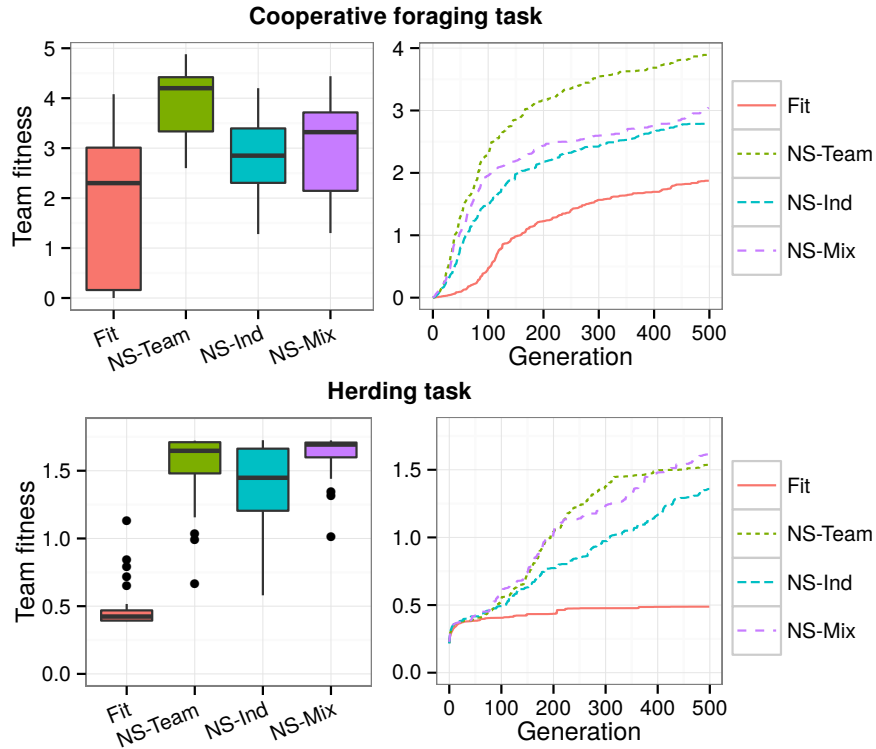 Cooperative foraging task
Team fitness
5
4
3
2
1
0
Fit
NS-Team
NS-Ind
NS-Mix
4
3
2
1
0
0 100 200 300 400 500
Generation
Fit
NS-Team
NS-Ind
NS-Mix
Herding task
Team fitness
1.5
1.0
0.5
0.0
Fit
NS-Team
NS-Ind
NS-Mix
1.5
1.0
0.5
0.0
0 100 200 300 400 500
Generation
Fit
NS-Team
NS-Ind
NS-Mix